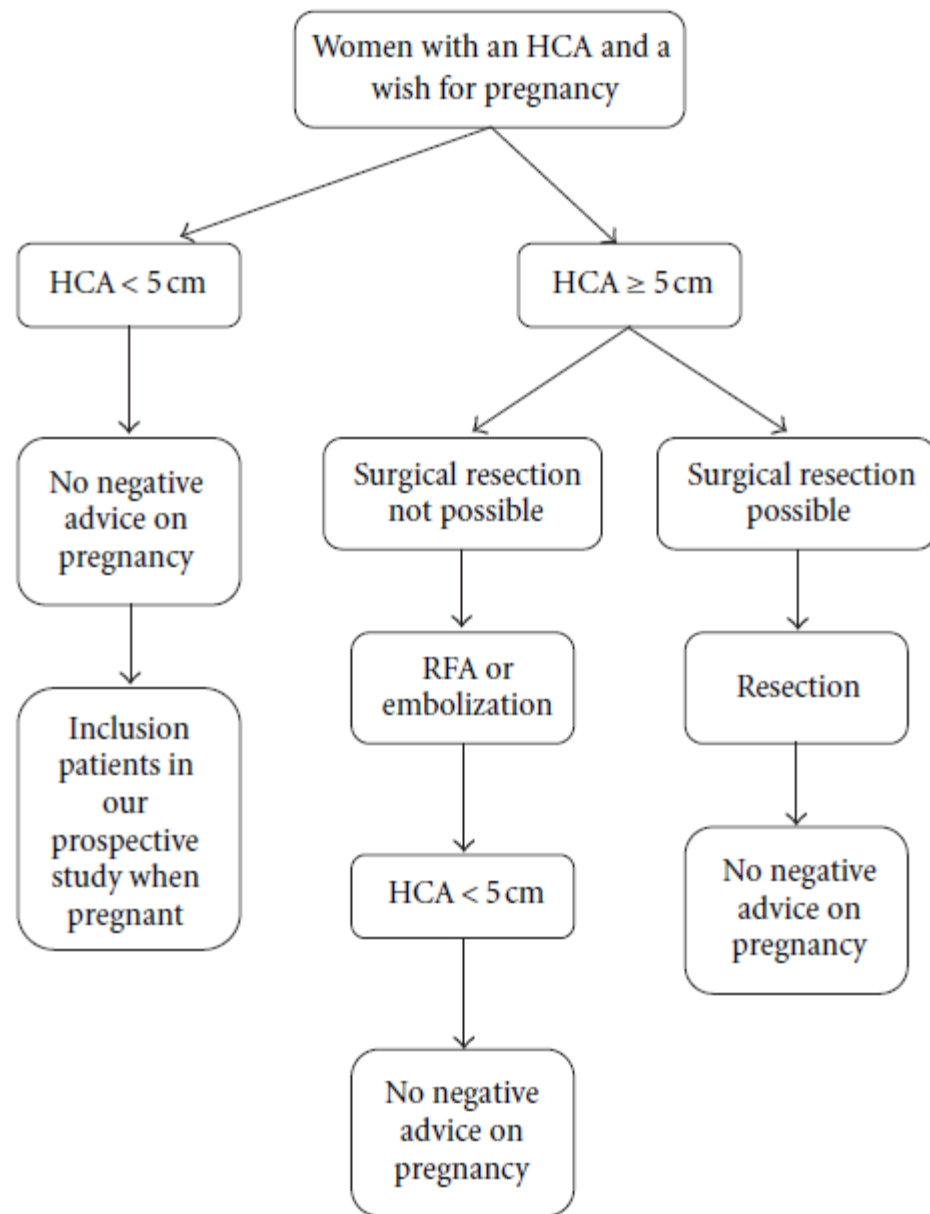 Women with an HCA and a
wish for pregnancy
HCA < 5 cm
HCA ≥ 5 cm
No negative
advice on
pregnancy
Surgical resection
not possible
Surgical resection
possible
Inclusion
patients in
our
prospective
study when
pregnant
RFA or
embolization
Resection
HCA < 5 cm
No negative
advice on
pregnancy
No negative
advice on
pregnancy